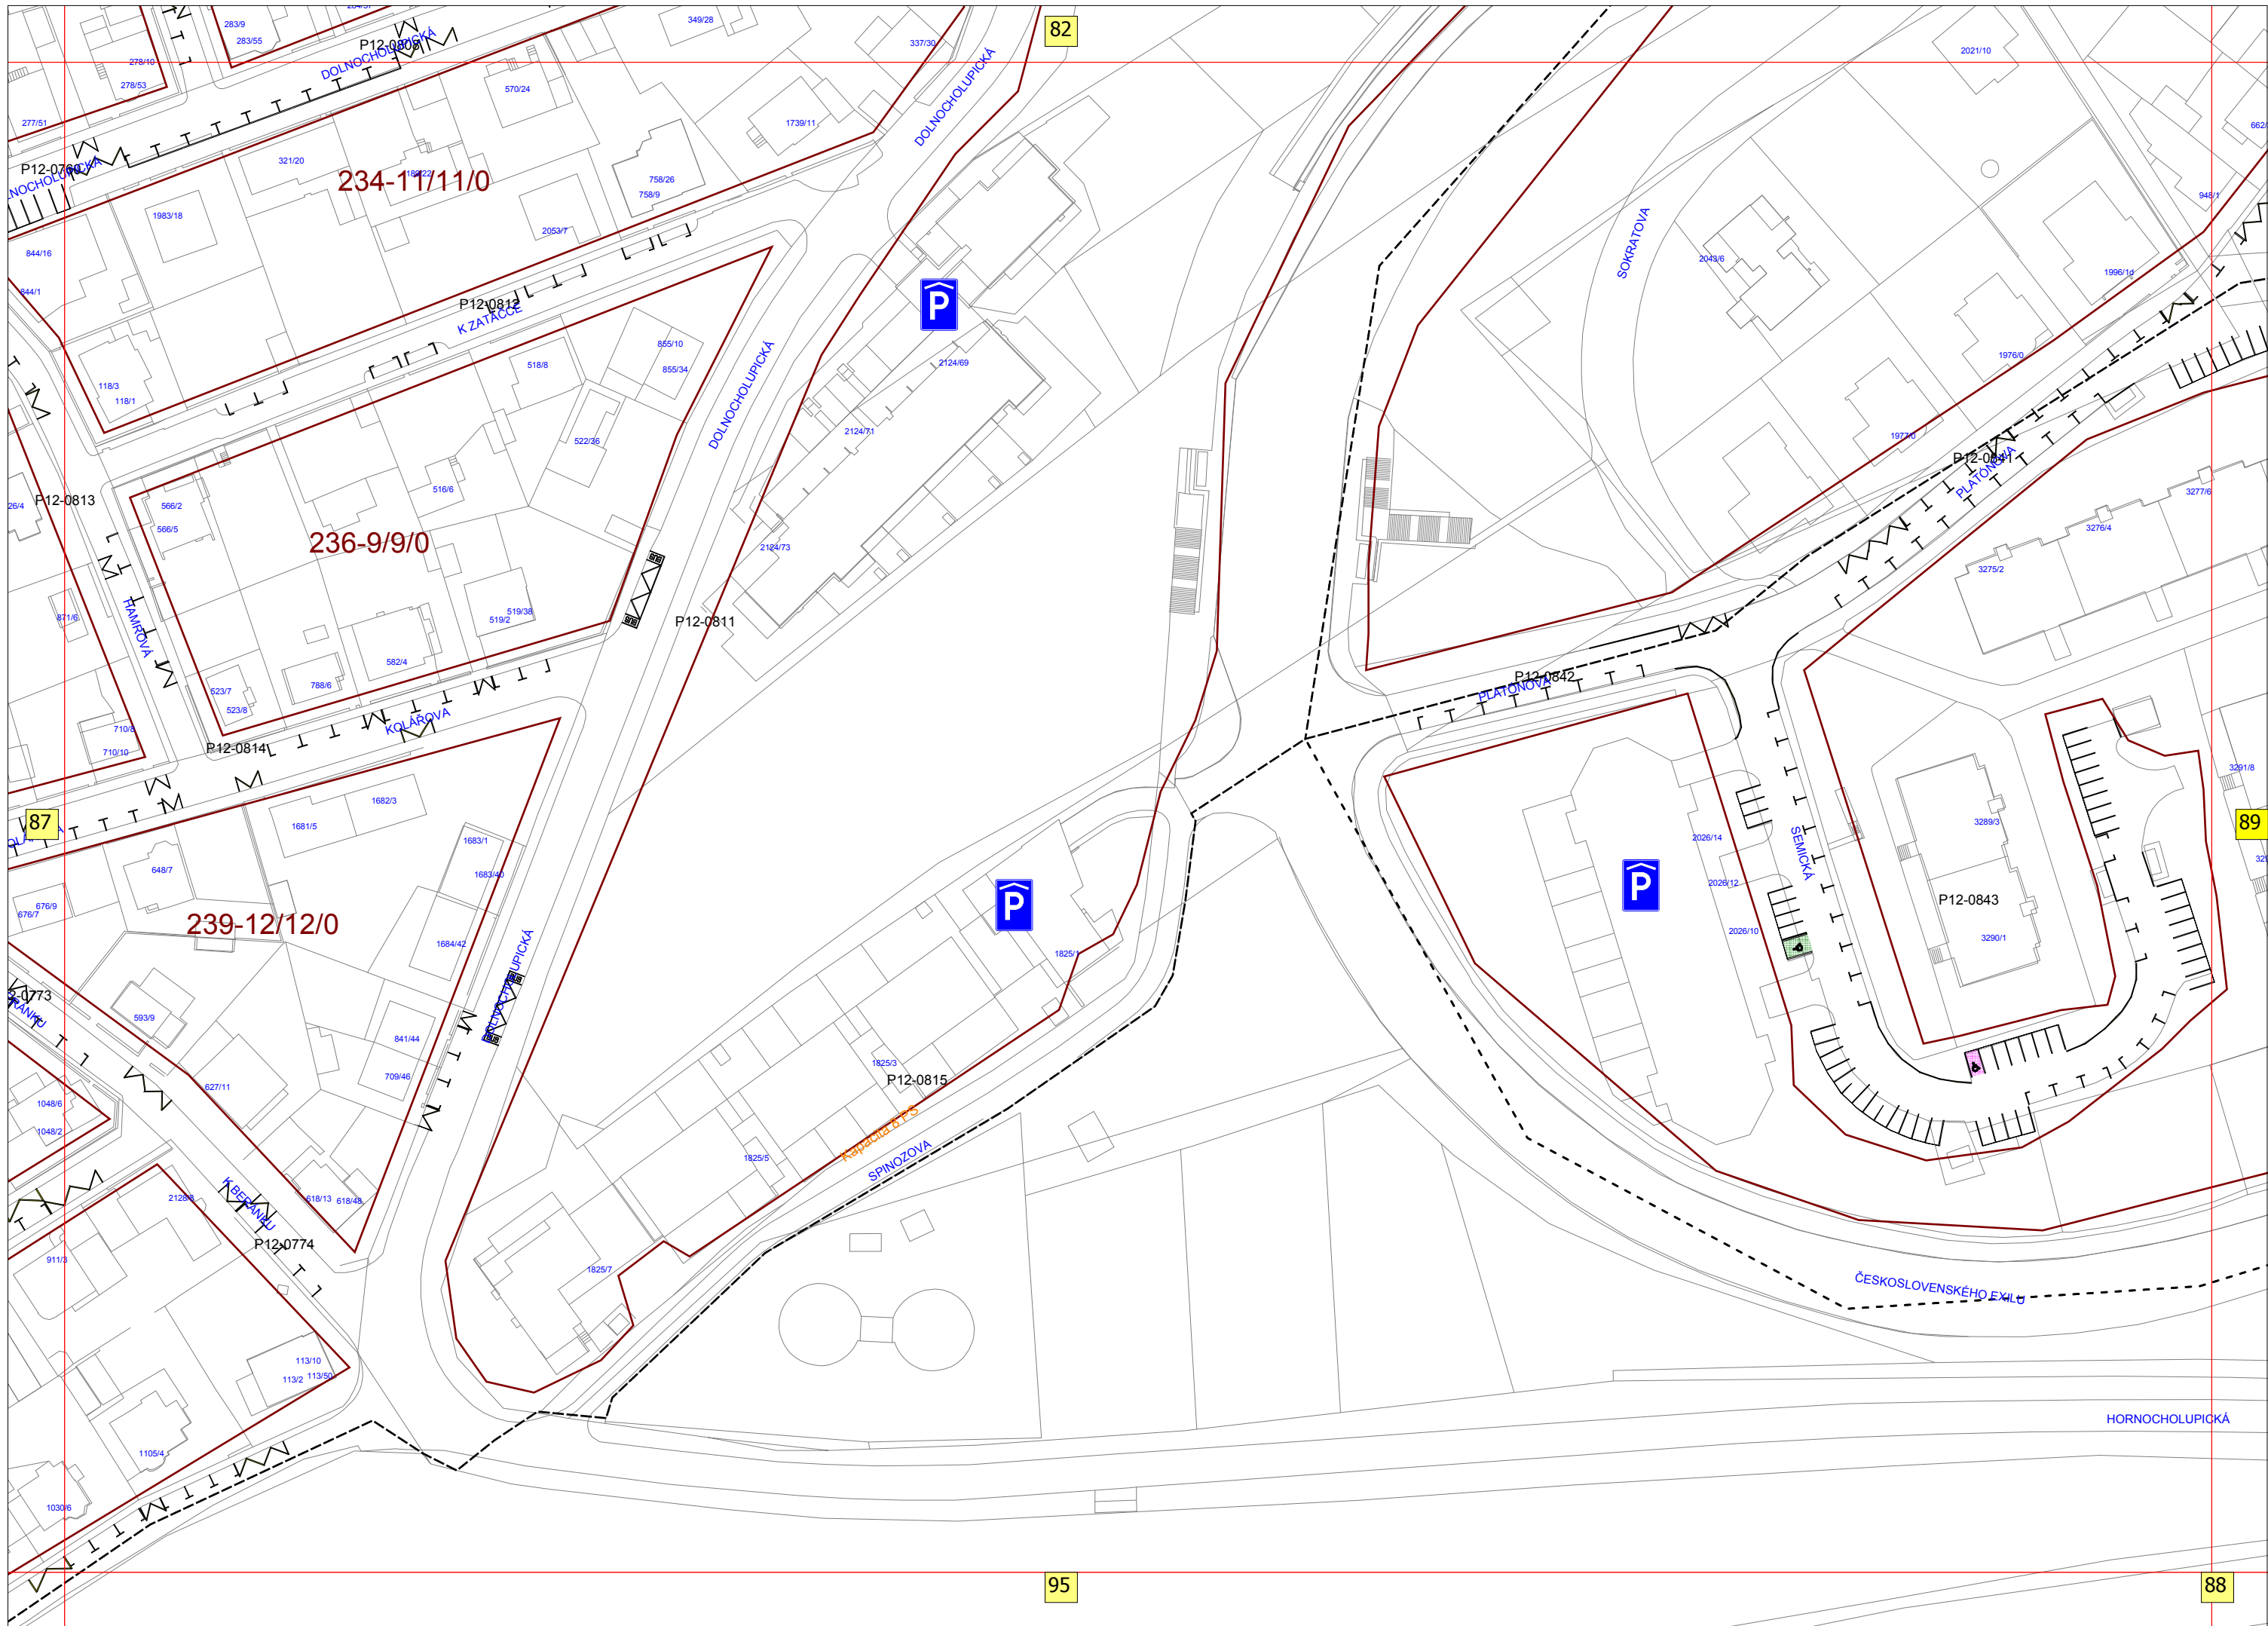 283/9
283/55
349/28
337/30
82
P12-0808
DOLNOCHOLUPICKÁ
2021/10
278/10
278/53
570/24
DOLNOCHOLUPICKÁ
277/51
1739/11
662/
P12-0760
321/20
189/22
234-11/11/0
758/26
758/9
948/1
1983/18
2053/7
SOKRATOVA
844/16
2043/6
1996/1d
844/1
P12-0812
K ZATÁČCE
P
855/10
855/34
518/8
2124/69
1976/0
118/3
118/1
DOLNOCHOLUPICKÁ
522/36
2124/71
1977/0
P12-0841
PLATÓNOVA
P12-0813
26/4
566/2
566/5
516/6
3277/6
3276/4
236-9/9/0
2124/73
3275/2
HAMROVÁ
871/6
519/38
519/2
P12-0811
582/4
P12-0842
PLATÓNOVA
523/7
788/6
523/8
KOLÁŘOVA
710/8
710/10
P12-0814
3291/8
1682/3
87
1681/5
89
3289/3
2026/14
SEMICKÁ
1683/1
648/7
1683/40
P
2026/12
P
P12-0843
676/9
676/7
239-12/12/0
2026/10
3290/1
1684/42
1825/1
DOLNOCHOLUPICKÁ
593/9
841/44
1825/3
P12-0815
709/46
627/11
1048/6
1048/2
Kapacita 6 PS
SPINOZOVA
1825/5
2128/8
K BERÁNKU
618/13
618/48
P12-0774
911/3
1825/7
ČESKOSLOVENSKÉHO EXILU
113/10
113/2
113/50
HORNOCHOLUPICKÁ
1105/4
1030/6
95
88